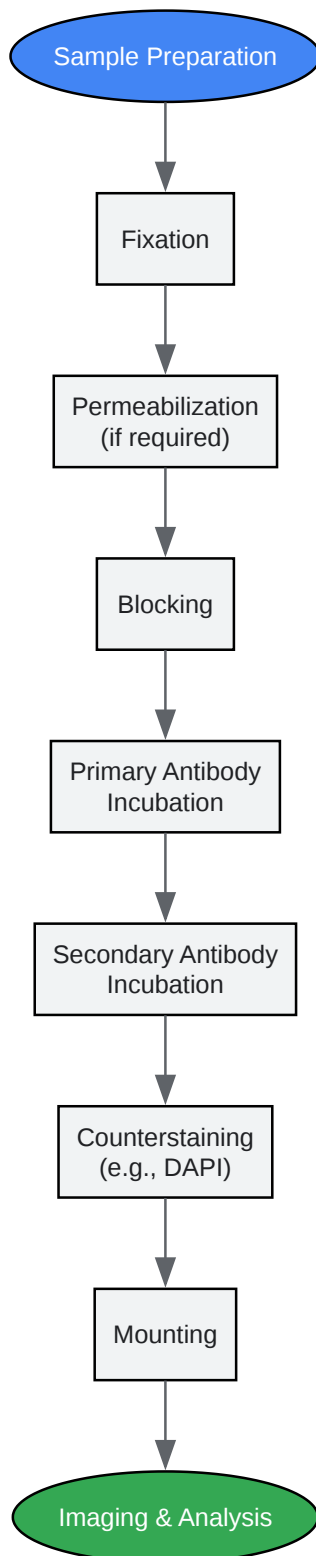 Sample Preparation
Fixation
Permeabilization
(if required)
Blocking
Primary Antibody
Incubation
Secondary Antibody
Incubation
Counterstaining
(e.g., DAPI)
Mounting
Imaging & Analysis